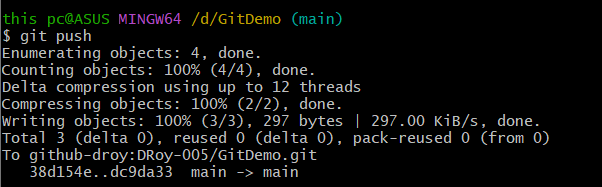 this pc@ASUS MINGW64 /d/GitDemo (main)
$ git push
Enumerating objects: 4, done.
Counting objects: 100% (4/4), done.
Delta compression using up to 12 threads
Compressing objects: 100% (2/2), done.
Writing objects: 100% (3/3), 297 bytes | 297.00 KiB/s, done.
Total 3 (delta 0), reused 0 (delta 0), pack-reused 0 (from 0)
To github-droy:DRoy-005/GitDemo.git
   38d154e..dc9da33  main -> main